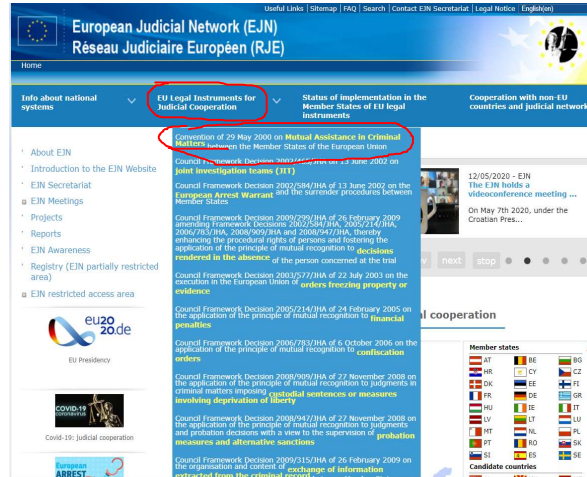 Useful Links | Sitemap | FAQ | Search | Contact EJN Secretariat | Legal Notice | English(en)
European Judicial Network (EJN)
Réseau Judiciaire Européen (RJE)
Home
Info about national
systems
EU Legal Instruments for
Judicial Cooperation
Status of implementation in the
Member States of EU legal
instruments
Cooperation with non-EU
countries and judicial network
About EJN
Introduction to the EJN Website
EJN Secretariat
EJN Meetings
Projects
Reports
EJN Awareness
Registry (EJN partially restricted
area)
EJN restricted access area
eu20
20.de
EU Presidency
COVID-19
CORONAVIRUS
Covid-19: Judicial cooperation
European
ARREST
Convention of 29 May 2000 on Mutual Assistance in Criminal
Matters between the Member States of the European Union
Council Framework Decision 2002/465/JHA on 13 June 2002 on
joint investigation teams (JIT)
Council Framework Decision 2002/584/JHA of 13 June 2002 on the
European Arrest Warrant and the surrender procedures between
Member States
Council Framework Decision 2009/299/JHA of 26 February 2009
amending Framework Decisions 2002/584/JHA, 2005/214/JHA,
2006/783/JHA, 2008/909/JHA and 2008/947/JHA, thereby
enhancing the procedural rights of persons and fostering the
application of the principle of mutual recognition to decisions
rendered in the absence of the person concerned at the trial
Council Framework Decision 2003/577/JHA of 22 July 2003 on the
execution in the European Union of orders freezing property or
evidence
Council Framework Decision 2005/214/JHA of 24 February 2005 on
the application of the principle of mutual recognition to financial
penalties
Council Framework Decision 2006/783/JHA of 6 October 2006 on the
application of the principle of mutual recognition to confiscation
orders
Council Framework Decision 2008/909/JHA of 27 November 2008 on
the application of the principle of mutual recognition to judgments in
criminal matters imposing custodial sentences or measures
involving deprivation of liberty
Council Framework Decision 2008/947/JHA of 27 November 2008 on
the application of the principle of mutual recognition to judgments
and probation decisions with a view to the supervision of probation
measures and alternative sanctions
Council Framework Decision 2009/315/JHA of 26 February 2009 on
the organisation and content of exchange of information
extracted from the criminal record
12/05/2020 - EJN
The EJN holds a
videoconference meeting ...
On May 7th 2020, under the
Croatian Pres...
next stop
cooperation
Member states
AT BE BG
HR CY CZ
DK EE FI
FR DE GR
HU IE IT
LV LT LU
MT NL PL
PT RO SK
SI ES SE
Candidate countries